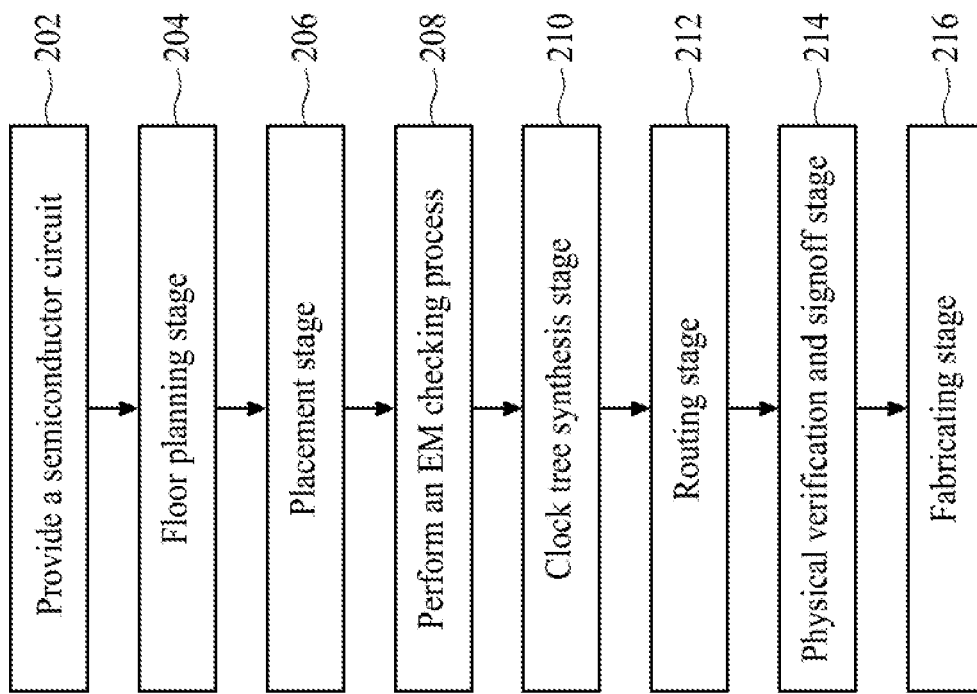 Provide a semiconductor circuit 202
Floor planning stage 204
Placement stage 206
Perform an EM checking process 208
Clock tree synthesis stage 210
Routing stage 212
Physical verification and signoff stage 214
Fabricating stage 216